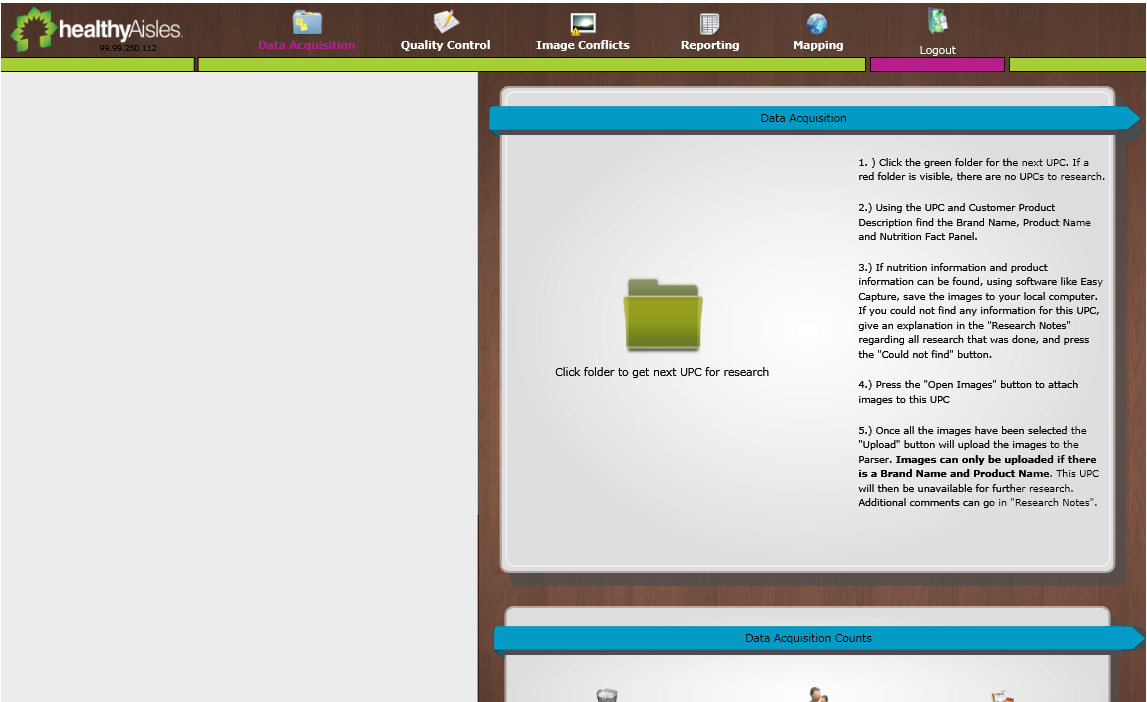 healthyAisles.
99.99.250.112
Data Acquisition
Quality Control
Image Conflicts
Reporting
Mapping
Logout
Data Acquisition
1. ) Click the green folder for the next UPC. If a
red folder is visible, there are no UPCs to research.
2.) Using the UPC and Customer Product
Description find the Brand Name, Product Name
and Nutrition Fact Panel.
3.) If nutrition information and product
information can be found, using software like Easy
Capture, save the images to your local computer.
If you could not find any information for this UPC,
give an explanation in the "Research Notes"
regarding all research that was done, and press
the "Could not find" button.
4.) Press the "Open Images" button to attach
images to this UPC
5.) Once all the images have been selected the
"Upload" button will upload the images to the
Parser. Images can only be uploaded if there
is a Brand Name and Product Name. This UPC
will then be unavailable for further research.
Additional comments can go in "Research Notes".
Click folder to get next UPC for research
Data Acquisition Counts